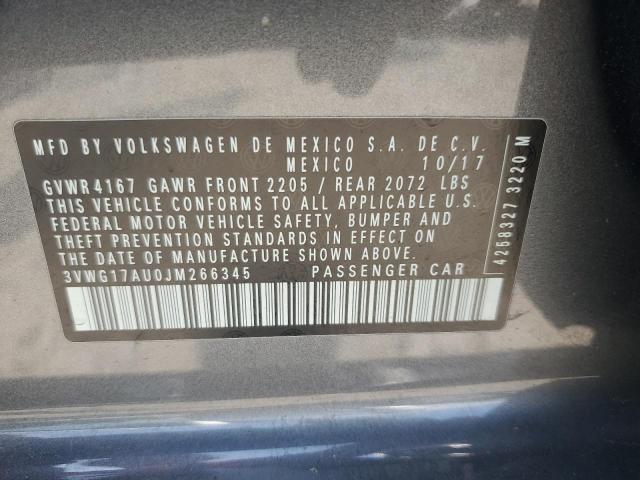 MFD BY VOLKSWAGEN DE MEXICO S.A. DE C.V.
MEXICO 10/17
GVWR 4167 GAWR FRONT 2205 / REAR 2072 LBS
THIS VEHICLE CONFORMS TO ALL APPLICABLE U.S.
FEDERAL MOTOR VEHICLE SAFETY, BUMPER AND
THEFT PREVENTION STANDARDS IN EFFECT ON
THE DATE OF MANUFACTURE SHOWN ABOVE.
3VWG17AU0JM266345 PASSENGER CAR
4258327 3220 M